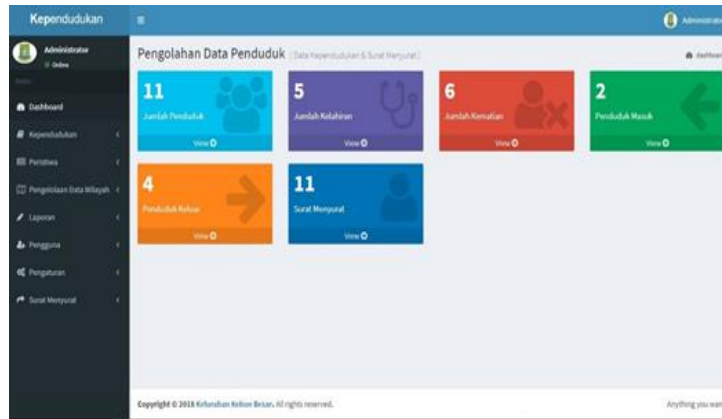 Kependudukan
Administrator
Administrator
Online
Pengolahan Data Penduduk ( Data Kependudukan & Surat Menyurat )
Dashboard
Kependudukan
Peristiwa
Pengelolaan Data Wilayah
Laporan
Pengguna
Pengaturan
Surat Menyurat
11
Jumlah Penduduk
View
5
Jumlah Kelahiran
View
6
Jumlah Kematian
View
2
Penduduk Masuk
View
4
Penduduk Keluar
View
11
Surat Menyurat
View
Copyright © 2018 Kelurahan Kebon Besar. All rights reserved.
Anything you want